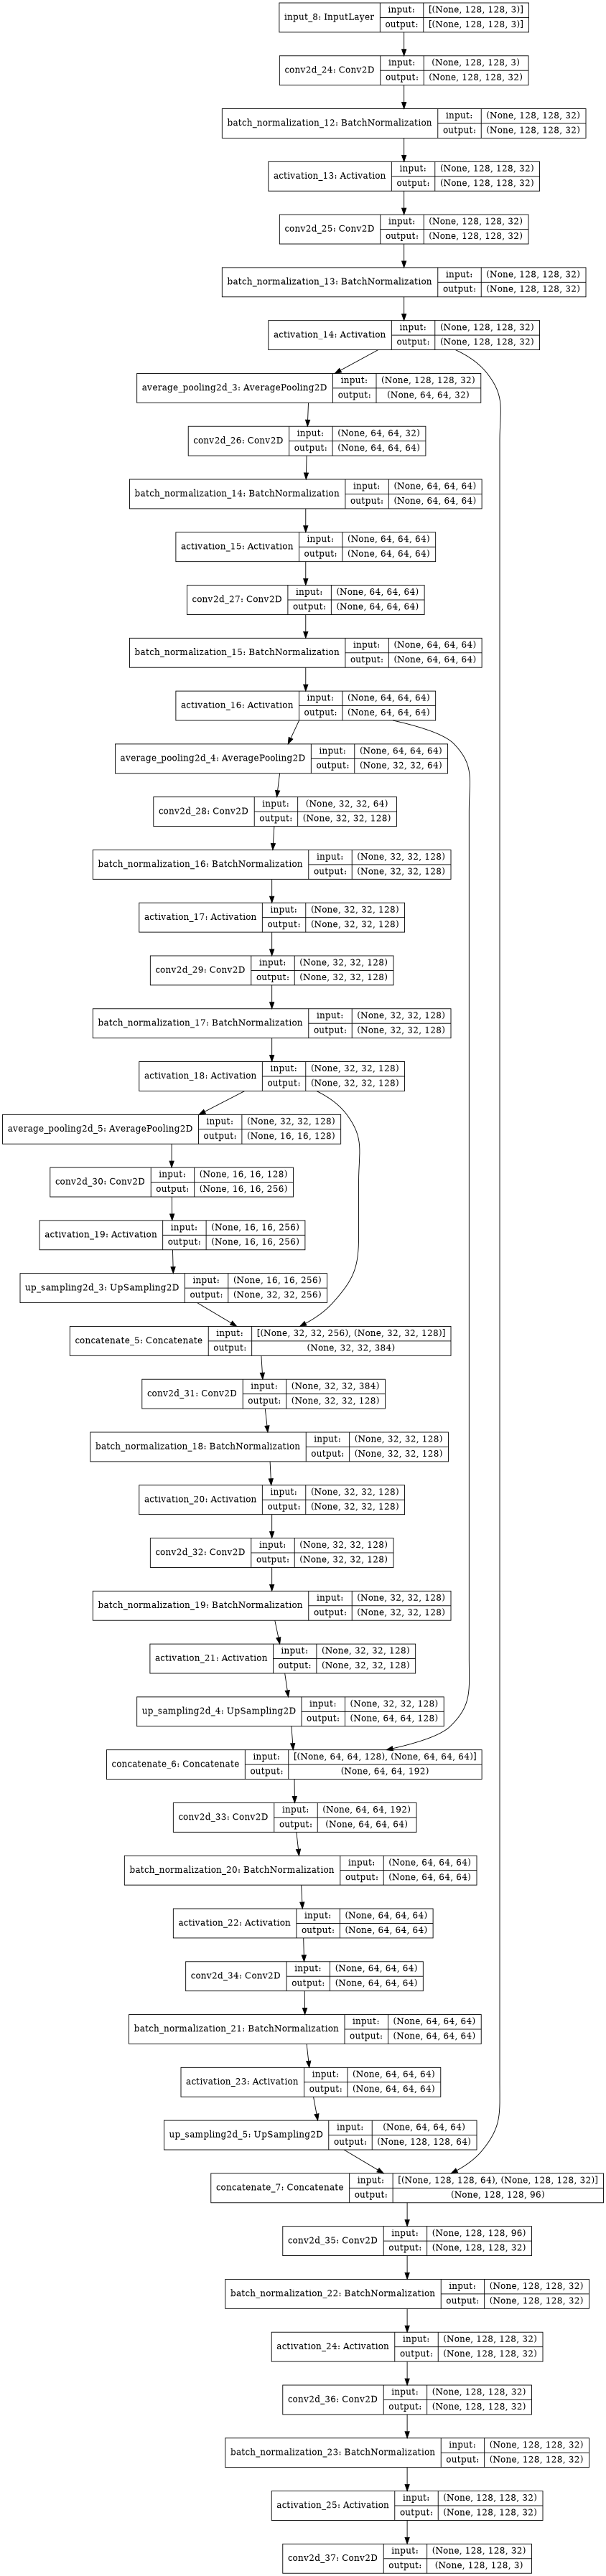 input_8: InputLayer
input: [(None, 128, 128, 3)]
output: [(None, 128, 128, 3)]
conv2d_24: Conv2D
input: (None, 128, 128, 3)
output: (None, 128, 128, 32)
batch_normalization_12: BatchNormalization
input: (None, 128, 128, 32)
output: (None, 128, 128, 32)
activation_13: Activation
input: (None, 128, 128, 32)
output: (None, 128, 128, 32)
conv2d_25: Conv2D
input: (None, 128, 128, 32)
output: (None, 128, 128, 32)
batch_normalization_13: BatchNormalization
input: (None, 128, 128, 32)
output: (None, 128, 128, 32)
activation_14: Activation
input: (None, 128, 128, 32)
output: (None, 128, 128, 32)
average_pooling2d_3: AveragePooling2D
input: (None, 128, 128, 32)
output: (None, 64, 64, 32)
conv2d_26: Conv2D
input: (None, 64, 64, 32)
output: (None, 64, 64, 64)
batch_normalization_14: BatchNormalization
input: (None, 64, 64, 64)
output: (None, 64, 64, 64)
activation_15: Activation
input: (None, 64, 64, 64)
output: (None, 64, 64, 64)
conv2d_27: Conv2D
input: (None, 64, 64, 64)
output: (None, 64, 64, 64)
batch_normalization_15: BatchNormalization
input: (None, 64, 64, 64)
output: (None, 64, 64, 64)
activation_16: Activation
input: (None, 64, 64, 64)
output: (None, 64, 64, 64)
average_pooling2d_4: AveragePooling2D
input: (None, 64, 64, 64)
output: (None, 32, 32, 64)
conv2d_28: Conv2D
input: (None, 32, 32, 64)
output: (None, 32, 32, 128)
batch_normalization_16: BatchNormalization
input: (None, 32, 32, 128)
output: (None, 32, 32, 128)
activation_17: Activation
input: (None, 32, 32, 128)
output: (None, 32, 32, 128)
conv2d_29: Conv2D
input: (None, 32, 32, 128)
output: (None, 32, 32, 128)
batch_normalization_17: BatchNormalization
input: (None, 32, 32, 128)
output: (None, 32, 32, 128)
activation_18: Activation
input: (None, 32, 32, 128)
output: (None, 32, 32, 128)
average_pooling2d_5: AveragePooling2D
input: (None, 32, 32, 128)
output: (None, 16, 16, 128)
conv2d_30: Conv2D
input: (None, 16, 16, 128)
output: (None, 16, 16, 256)
activation_19: Activation
input: (None, 16, 16, 256)
output: (None, 16, 16, 256)
up_sampling2d_3: UpSampling2D
input: (None, 16, 16, 256)
output: (None, 32, 32, 256)
concatenate_5: Concatenate
input: [(None, 32, 32, 256), (None, 32, 32, 128)]
output: (None, 32, 32, 384)
conv2d_31: Conv2D
input: (None, 32, 32, 384)
output: (None, 32, 32, 128)
batch_normalization_18: BatchNormalization
input: (None, 32, 32, 128)
output: (None, 32, 32, 128)
activation_20: Activation
input: (None, 32, 32, 128)
output: (None, 32, 32, 128)
conv2d_32: Conv2D
input: (None, 32, 32, 128)
output: (None, 32, 32, 128)
batch_normalization_19: BatchNormalization
input: (None, 32, 32, 128)
output: (None, 32, 32, 128)
activation_21: Activation
input: (None, 32, 32, 128)
output: (None, 32, 32, 128)
up_sampling2d_4: UpSampling2D
input: (None, 32, 32, 128)
output: (None, 64, 64, 128)
concatenate_6: Concatenate
input: [(None, 64, 64, 128), (None, 64, 64, 64)]
output: (None, 64, 64, 192)
conv2d_33: Conv2D
input: (None, 64, 64, 192)
output: (None, 64, 64, 64)
batch_normalization_20: BatchNormalization
input: (None, 64, 64, 64)
output: (None, 64, 64, 64)
activation_22: Activation
input: (None, 64, 64, 64)
output: (None, 64, 64, 64)
conv2d_34: Conv2D
input: (None, 64, 64, 64)
output: (None, 64, 64, 64)
batch_normalization_21: BatchNormalization
input: (None, 64, 64, 64)
output: (None, 64, 64, 64)
activation_23: Activation
input: (None, 64, 64, 64)
output: (None, 64, 64, 64)
up_sampling2d_5: UpSampling2D
input: (None, 64, 64, 64)
output: (None, 128, 128, 64)
concatenate_7: Concatenate
input: [(None, 128, 128, 64), (None, 128, 128, 32)]
output: (None, 128, 128, 96)
conv2d_35: Conv2D
input: (None, 128, 128, 96)
output: (None, 128, 128, 32)
batch_normalization_22: BatchNormalization
input: (None, 128, 128, 32)
output: (None, 128, 128, 32)
activation_24: Activation
input: (None, 128, 128, 32)
output: (None, 128, 128, 32)
conv2d_36: Conv2D
input: (None, 128, 128, 32)
output: (None, 128, 128, 32)
batch_normalization_23: BatchNormalization
input: (None, 128, 128, 32)
output: (None, 128, 128, 32)
activation_25: Activation
input: (None, 128, 128, 32)
output: (None, 128, 128, 32)
conv2d_37: Conv2D
input: (None, 128, 128, 32)
output: (None, 128, 128, 3)